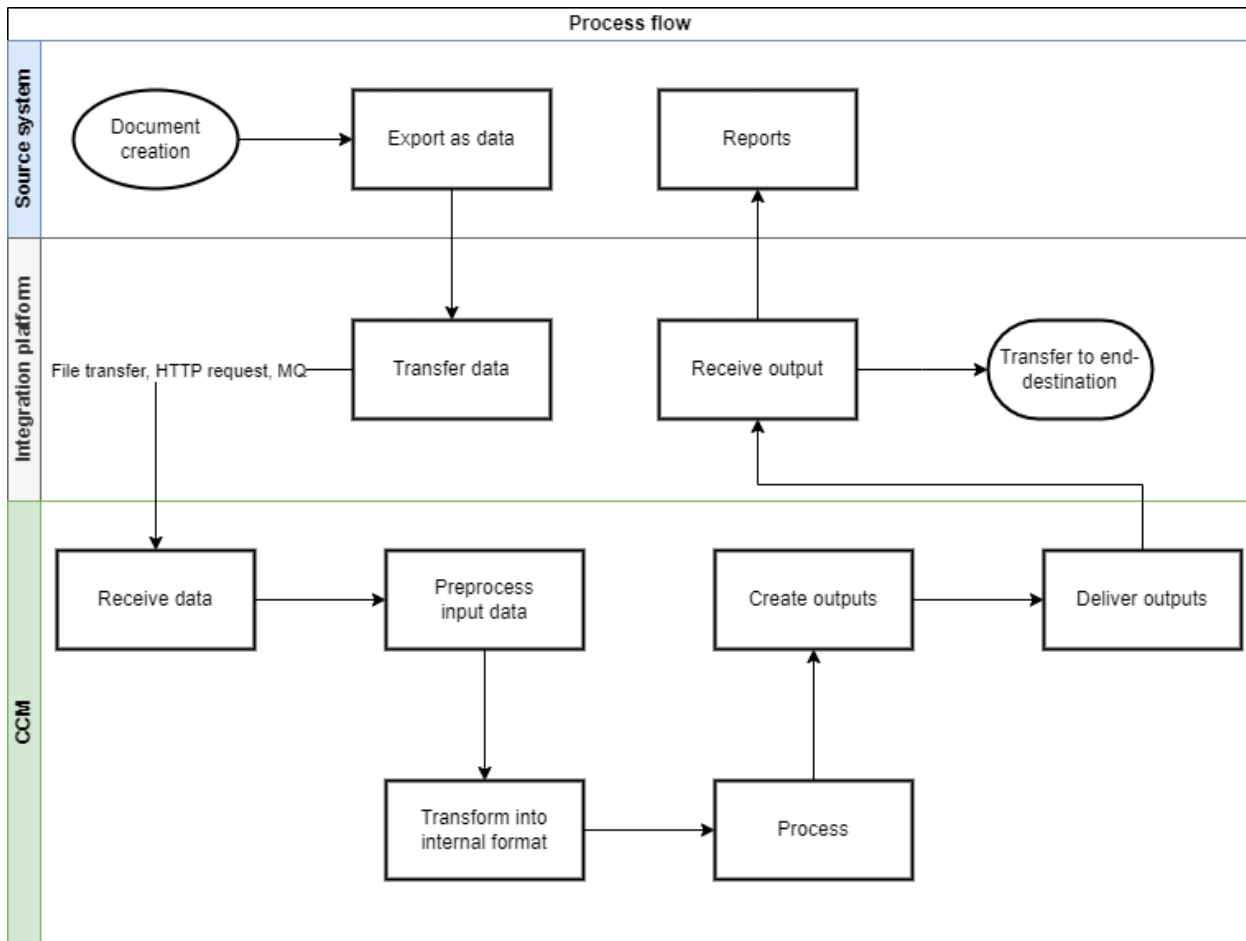 Process flow
Source system
Document
creation
Export as data
Reports
Integration platform
File transfer, HTTP request, MQ
Transfer data
Receive output
Transfer to end-
destination
CCM
Receive data
Preprocess
input data
Create outputs
Deliver outputs
Transform into
internal format
Process